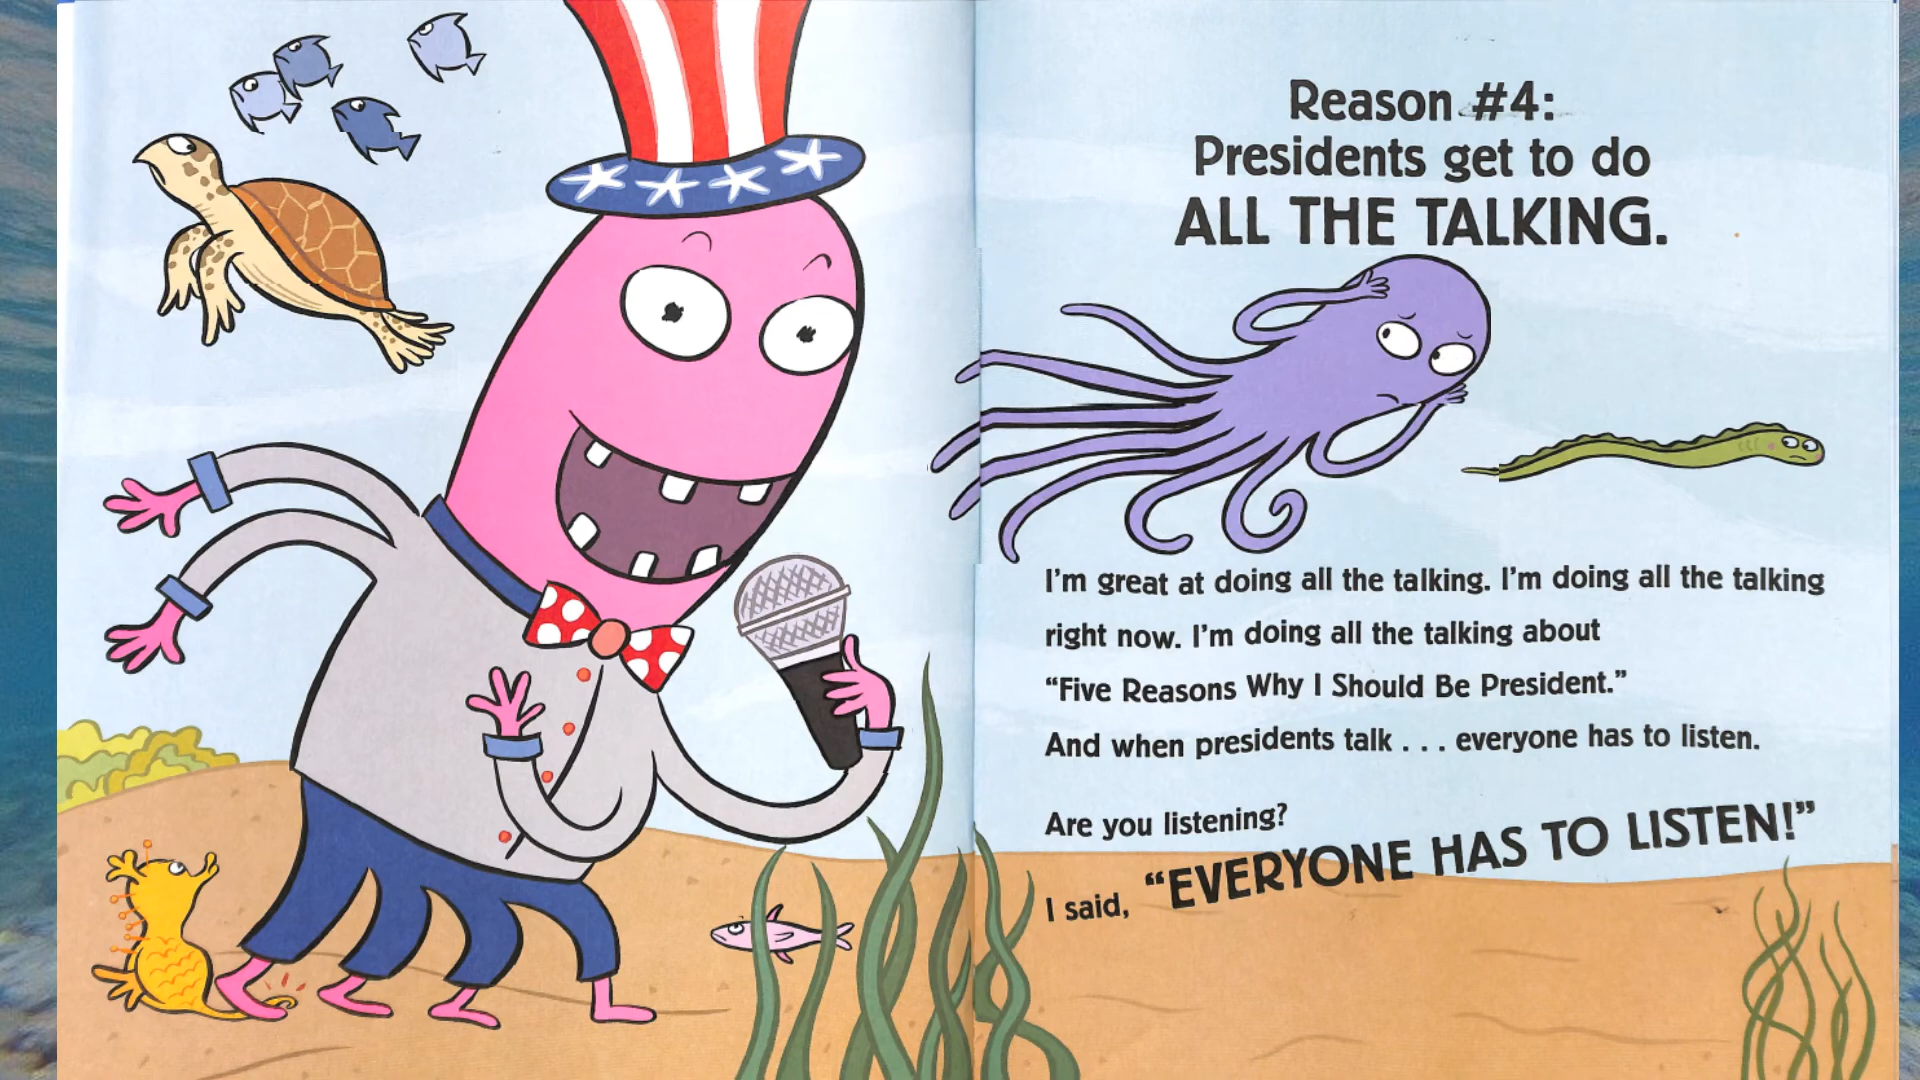 Reason #4:
Presidents get to do
ALL THE TALKING.
I'm great at doing all the talking. I'm doing all the talking
right now. I'm doing all the talking about
“Five Reasons Why I Should Be President.”
And when presidents talk . . . everyone has to listen.
Are you listening?
I said, “EVERYONE HAS TO LISTEN!”